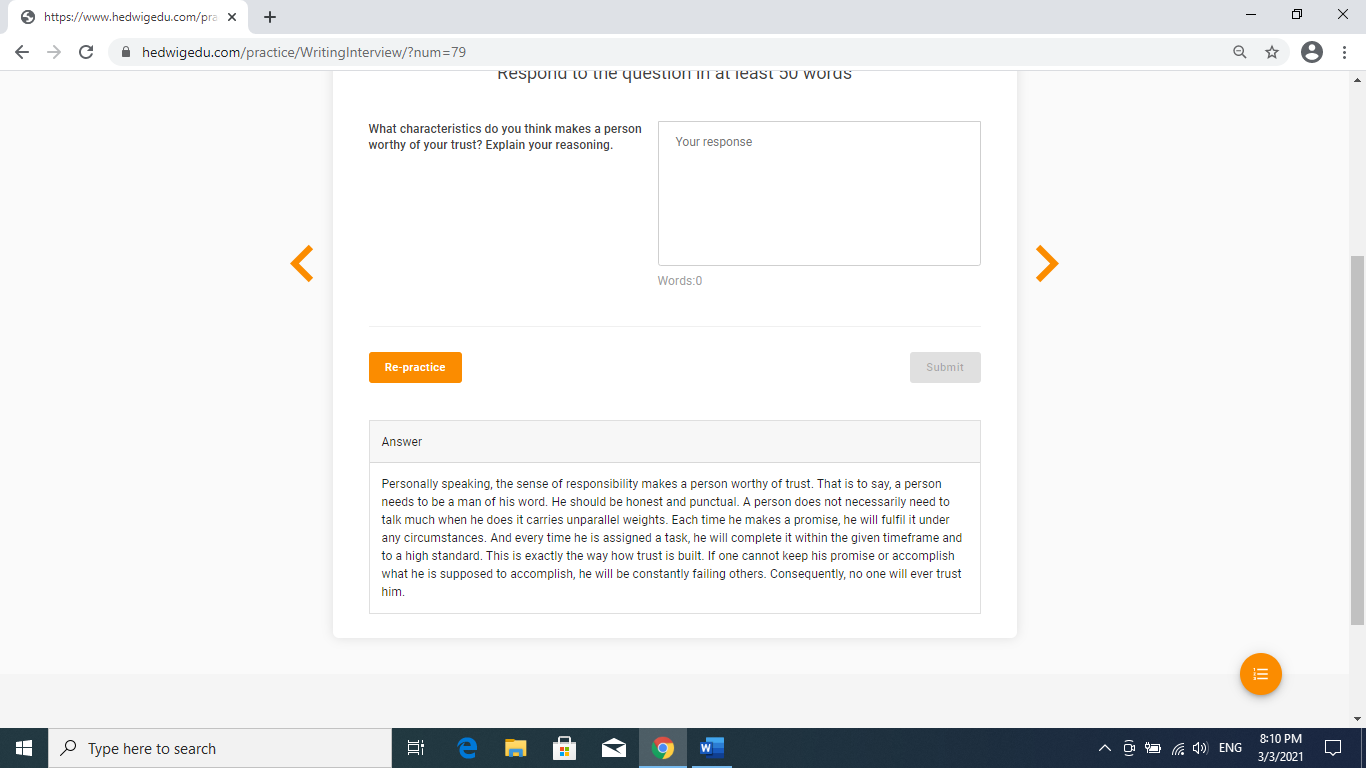 https://www.hedwigedu.com/pra
hedwigedu.com/practice/WritingInterview/?num=79
Respond to the question in at least 50 words
What characteristics do you think makes a person
worthy of your trust? Explain your reasoning.
Your response
Words:0
Re-practice
Submit
Answer
Personally speaking, the sense of responsibility makes a person worthy of trust. That is to say, a person
needs to be a man of his word. He should be honest and punctual. A person does not necessarily need to
talk much when he does it carries unparallel weights. Each time he makes a promise, he will fulfil it under
any circumstances. And every time he is assigned a task, he will complete it within the given timeframe and
to a high standard. This is exactly the way how trust is built. If one cannot keep his promise or accomplish
what he is supposed to accomplish, he will be constantly failing others. Consequently, no one will ever trust
him.
Type here to search
ENG
8:10 PM
3/3/2021